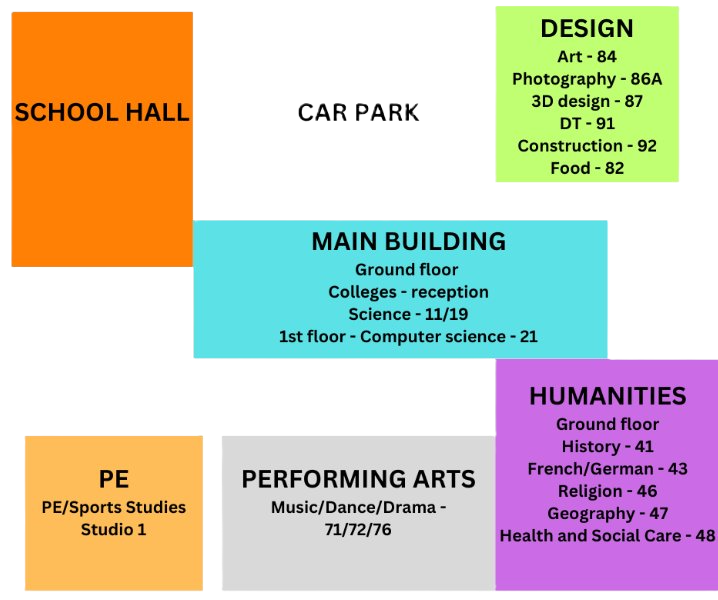 SCHOOL HALL
CAR PARK
DESIGN
Art - 84
Photography - 86A
3D design - 87
DT - 91
Construction - 92
Food - 82
MAIN BUILDING
Ground floor
Colleges - reception
Science - 11/19
1st floor - Computer science - 21
HUMANITIES
Ground floor
History - 41
French/German - 43
Religion - 46
Geography - 47
Health and Social Care - 48
PE
PE/Sports Studies
Studio 1
PERFORMING ARTS
Music/Dance/Drama -
71/72/76